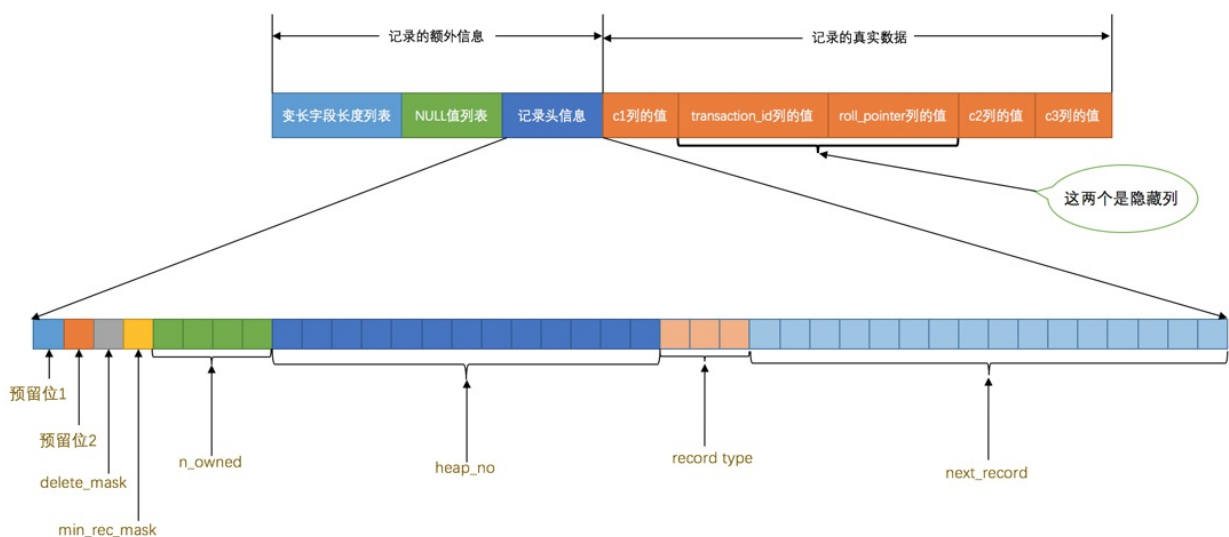 记录的额外信息
记录的真实数据
变长字段长度列表
NULL值列表
记录头信息
c1列的值
transaction_id列的值
roll_pointer列的值
c2列的值
c3列的值
这两个是隐藏列
预留位1
预留位2
delete_mask
min_rec_mask
n_owned
heap_no
record type
next_record